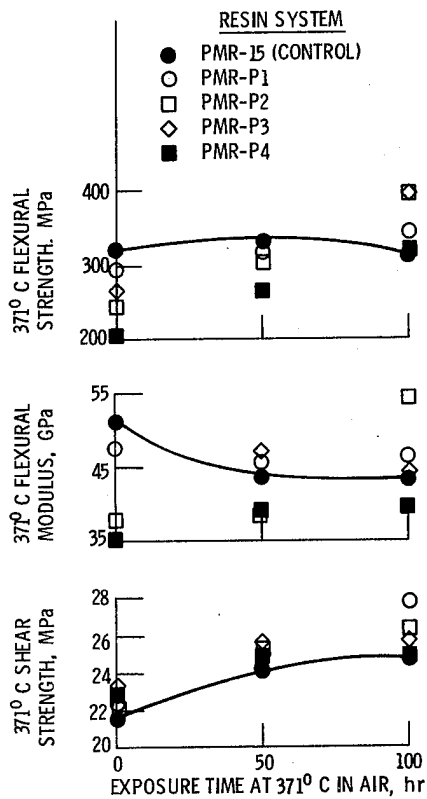 RESIN SYSTEM
PMR-15 (CONTROL)
PMR-P1
PMR-P2
PMR-P3
PMR-P4
371⁰ C FLEXURAL
STRENGTH. MPa
400
300
200
371⁰ C FLEXURAL
MODULUS, GPa
55
45
35
371⁰ C SHEAR
STRENGTH, MPa
28
26
24
22
20
0
50
100
EXPOSURE TIME AT 371⁰ C IN AIR, hr